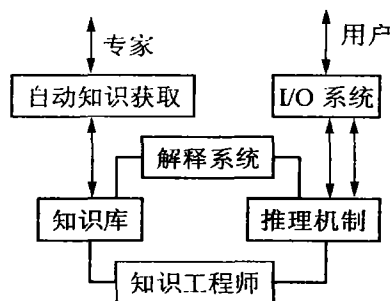 专家
用户
自动知识获取
I/O 系统
解释系统
知识库
推理机制
知识工程师